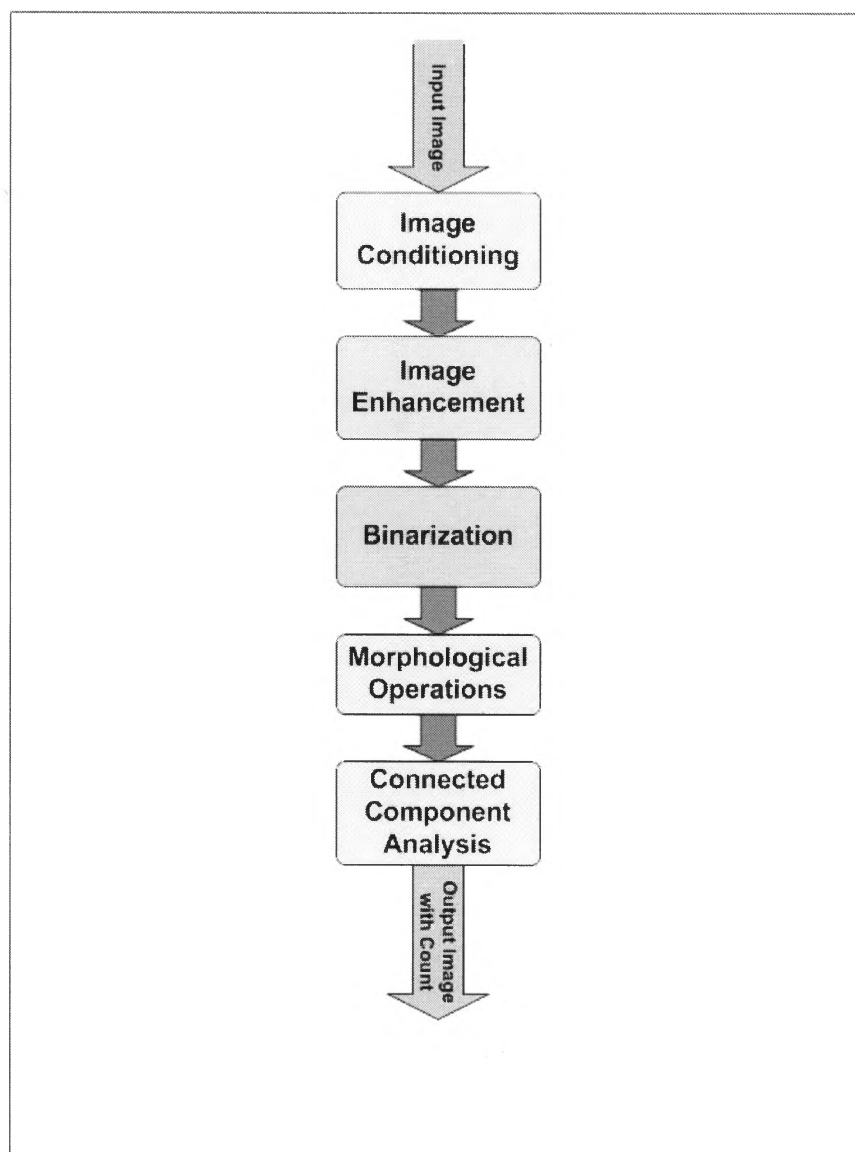 Input Image
Image
Conditioning
Image
Enhancement
Binarization
Morphological
Operations
Connected
Component
Analysis
Output Image
with Count